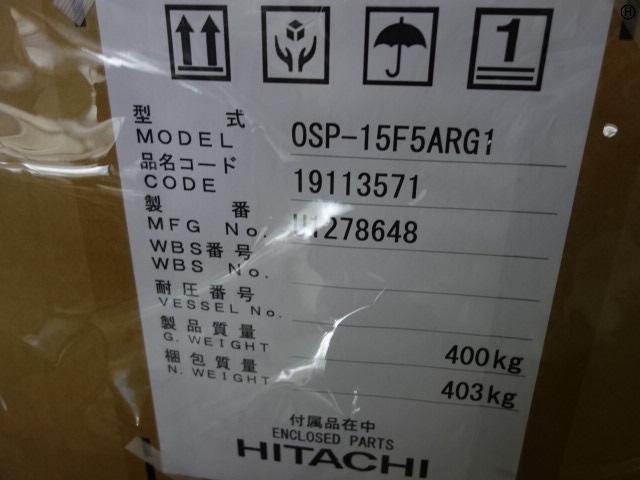 1
型式 OSP-15F5ARG1
MODEL
品名コード 19113571
CODE
製番 U1278648
MFG No.
WBS番号
WBS No.
耐圧番号
VESSEL No.
製品質量 400kg
G. WEIGHT
梱包質量 403kg
N. WEIGHT
付属品在中
ENCLOSED PARTS
HITACHI
H